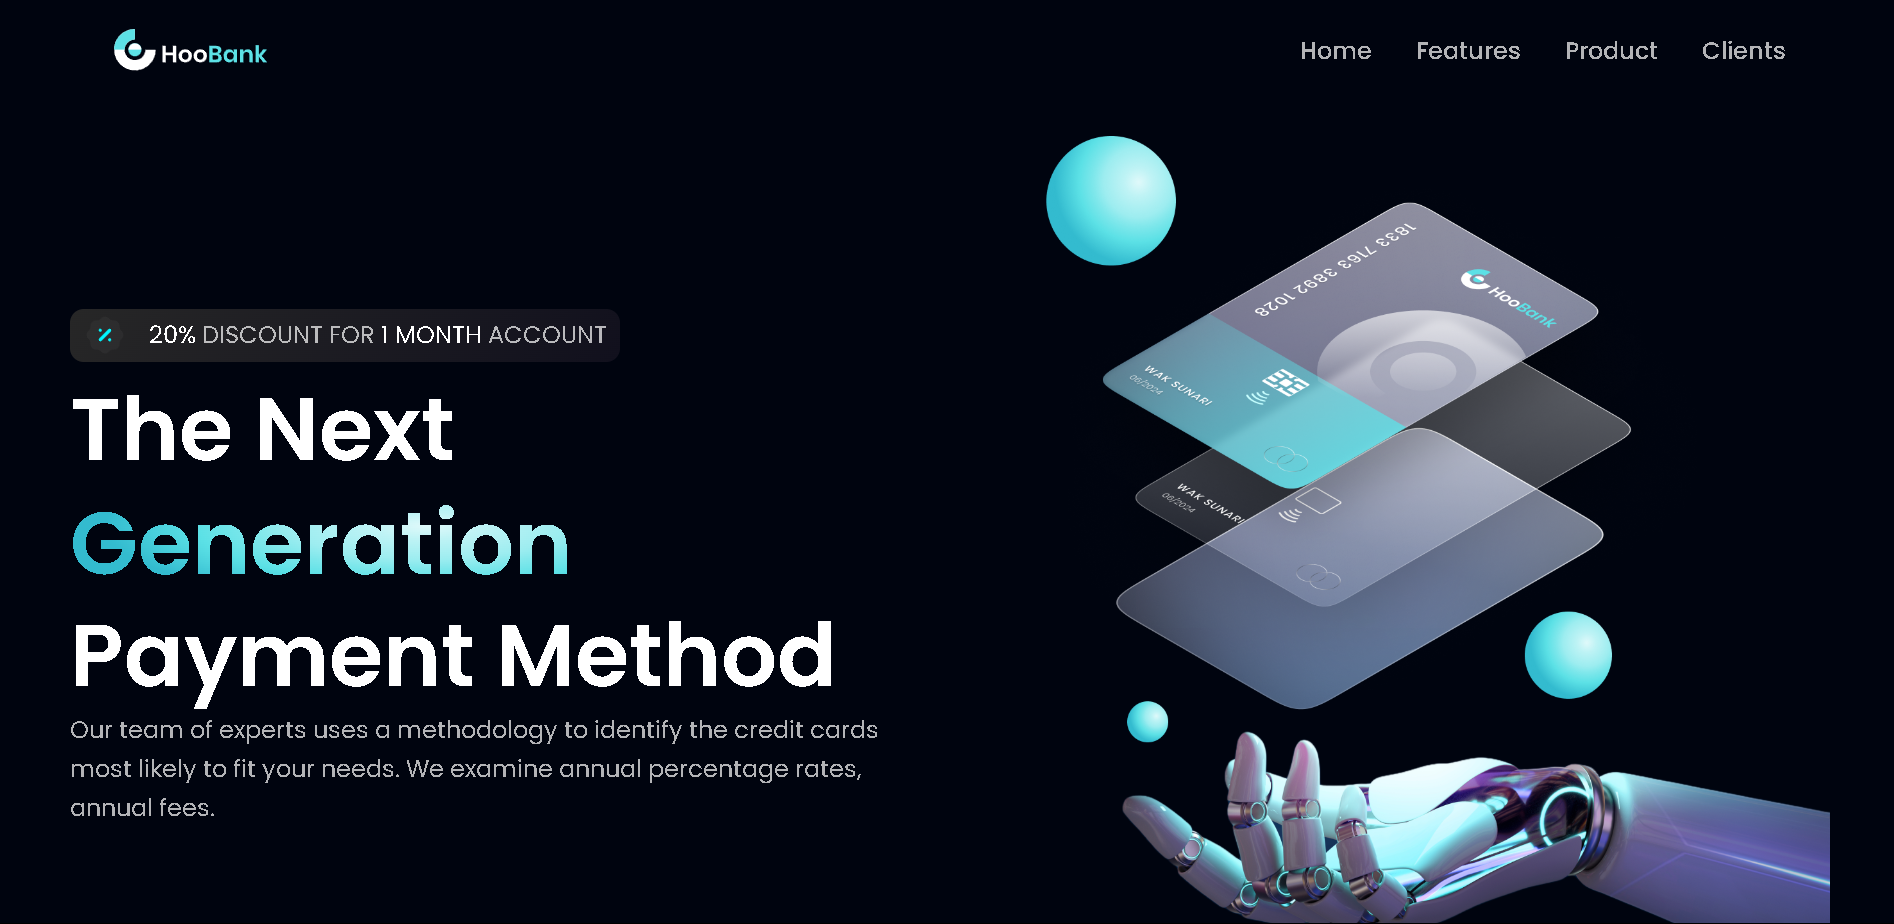 HooBank
Home Features Product Clients
20% DISCOUNT FOR 1 MONTH ACCOUNT
The Next
Generation
Payment Method
Our team of experts uses a methodology to identify the credit cards
most likely to fit your needs. We examine annual percentage rates,
annual fees.
1833 7163 3892 1028
HooBank
WAK SUNARI
06/2024
WAK SUNARI
06/2024